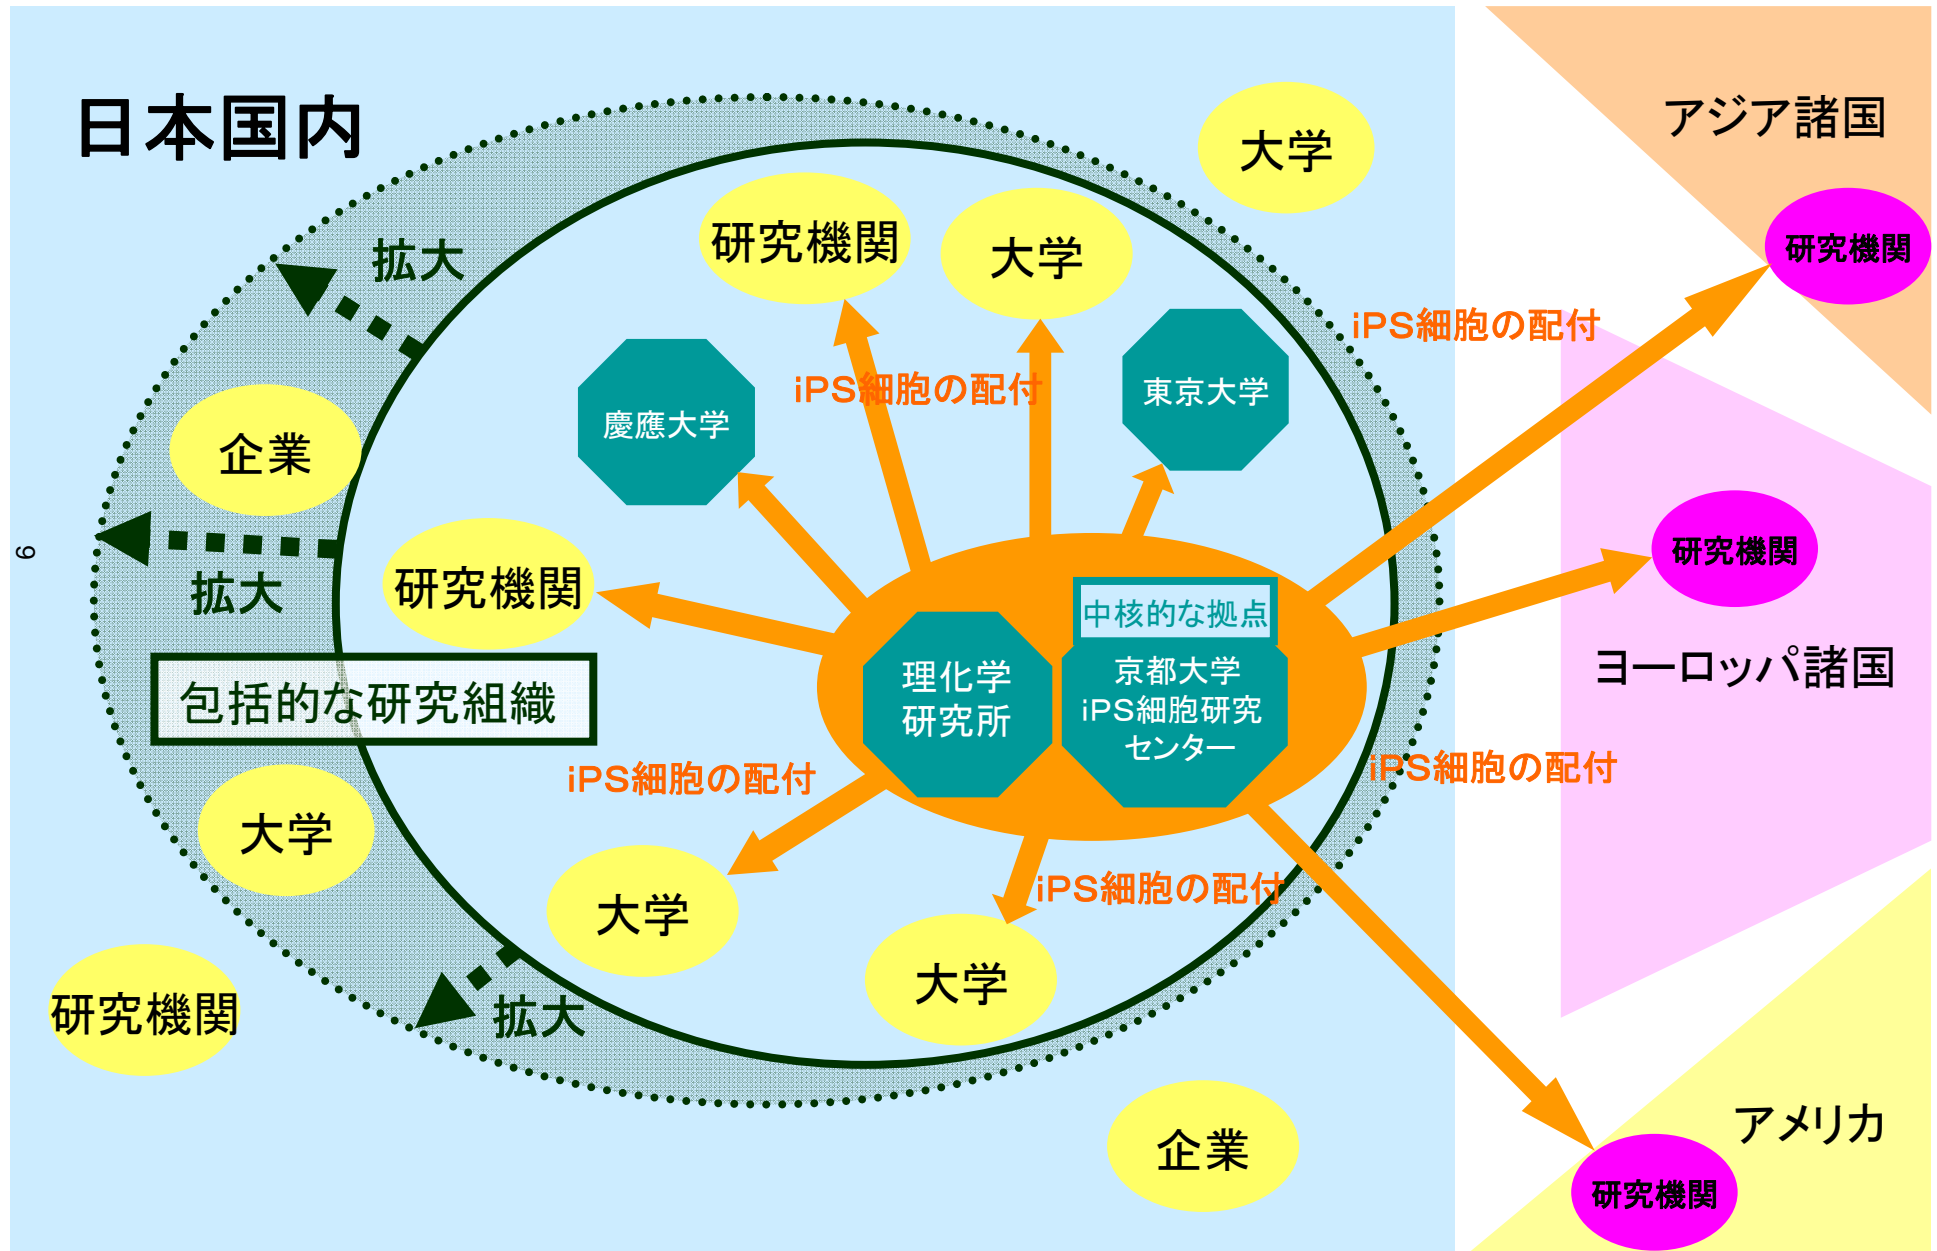 日本国内
アジア諸国
大学
研究機関
大学
研究機関
拡大
iPS細胞の配付
iPS細胞の配付
慶應大学
東京大学
企業
研究機関
9
拡大
研究機関
中核的な拠点
ヨーロッパ諸国
包括的な研究組織
理化学
研究所
京都大学
iPS細胞研究
センター
iPS細胞の配付
iPS細胞の配付
大学
大学
iPS細胞の配付
大学
研究機関
拡大
アメリカ
企業
研究機関